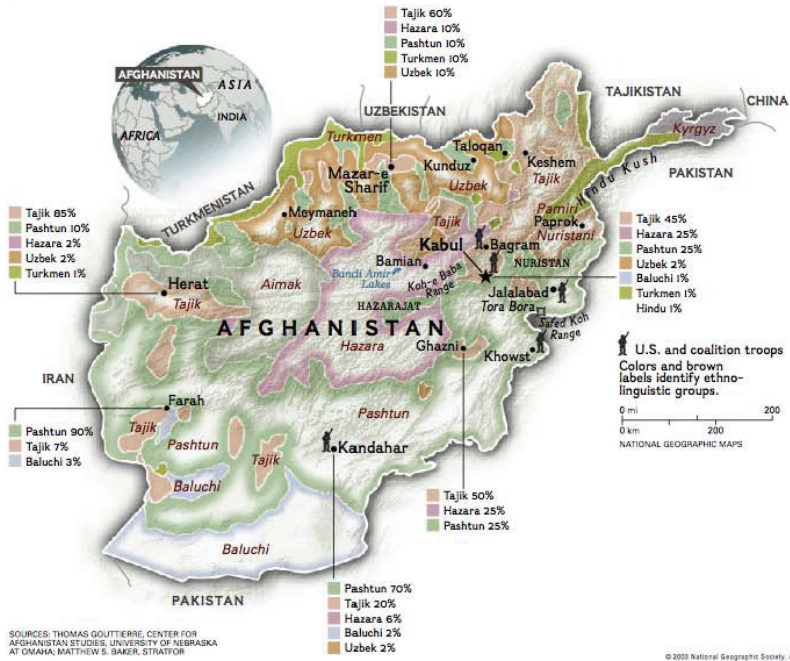 Tajik 60%
Hazara 10%
Pashtun 10%
Turkmen 10%
Uzbek 10%
AFGHANISTAN
ASIA
INDIA
AFRICA
UZBEKISTAN
TAJIKISTAN
CHINA
Kyrgyz
PAKISTAN
Hindu Kush
TURKMENISTAN
Turkmen
Mazar-e
Sharif
Taloqan
Kunduz
Keshem
Uzbek
Tajik
Meymaneh
Uzbek
Tajik
Pamiri
Paprok
Nuristani
Kabul
Bagram
NURISTAN
Tajik 85%
Pashtun 10%
Hazara 2%
Uzbek 2%
Turkmen 1%
Tajik 45%
Hazara 25%
Pashtun 25%
Uzbek 2%
Baluchi 1%
Turkmen 1%
Hindu 1%
Herat
Tajik
Aimak
Bamian
Bandi Amir
Lakes
Koh-e Baba
Range
HAZARAJAT
Jalalabad
Tora Bora
Safed Koh
Range
AFGHANISTAN
Hazara
Ghazni
Khowst
U.S. and coalition troops
Colors and brown
labels identify ethno-
linguistic groups.
0 mi 200
0 km 200
NATIONAL GEOGRAPHIC MAPS
IRAN
Farah
Tajik
Pashtun
Tajik
Baluchi
Pashtun
Kandahar
Pashtun 90%
Tajik 7%
Baluchi 3%
Tajik 50%
Hazara 25%
Pashtun 25%
Baluchi
PAKISTAN
Pashtun 70%
Tajik 20%
Hazara 6%
Baluchi 2%
Uzbek 2%
SOURCES: THOMAS GOUTTIERRE, CENTER FOR
AFGHANISTAN STUDIES, UNIVERSITY OF NEBRASKA
AT OMAHA; MATTHEW S. BAKER, STRATFOR
© 2003 National Geographic Society.